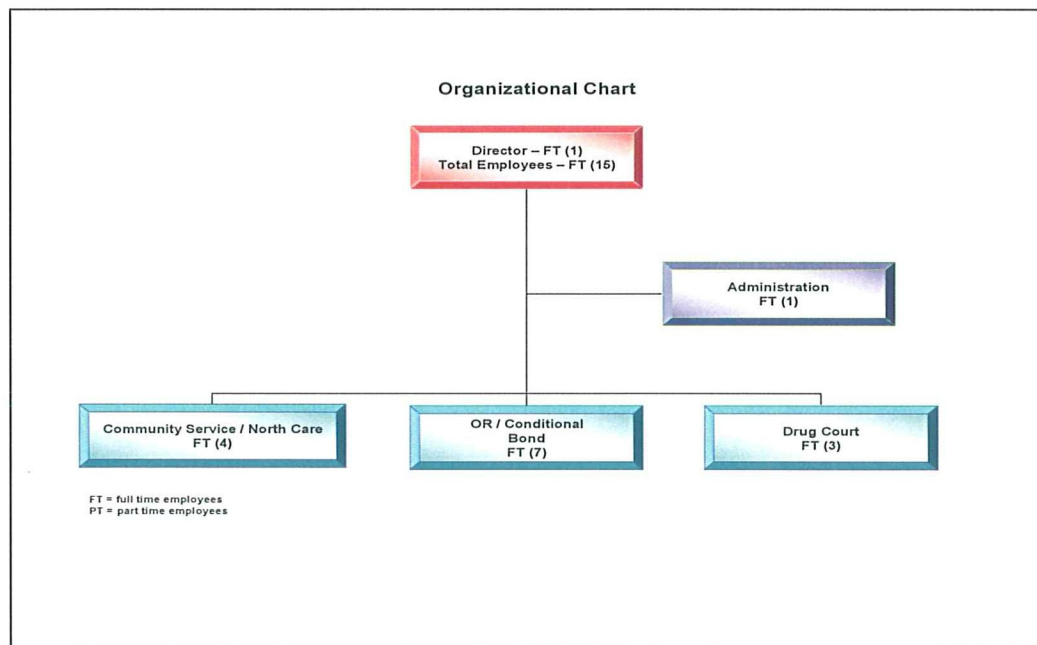 Organizational Chart
Director – FT (1)
Total Employees – FT (15)
Administration
FT (1)
Community Service / North Care
FT (4)
OR / Conditional
Bond
FT (7)
Drug Court
FT (3)
FT = full time employees
PT = part time employees